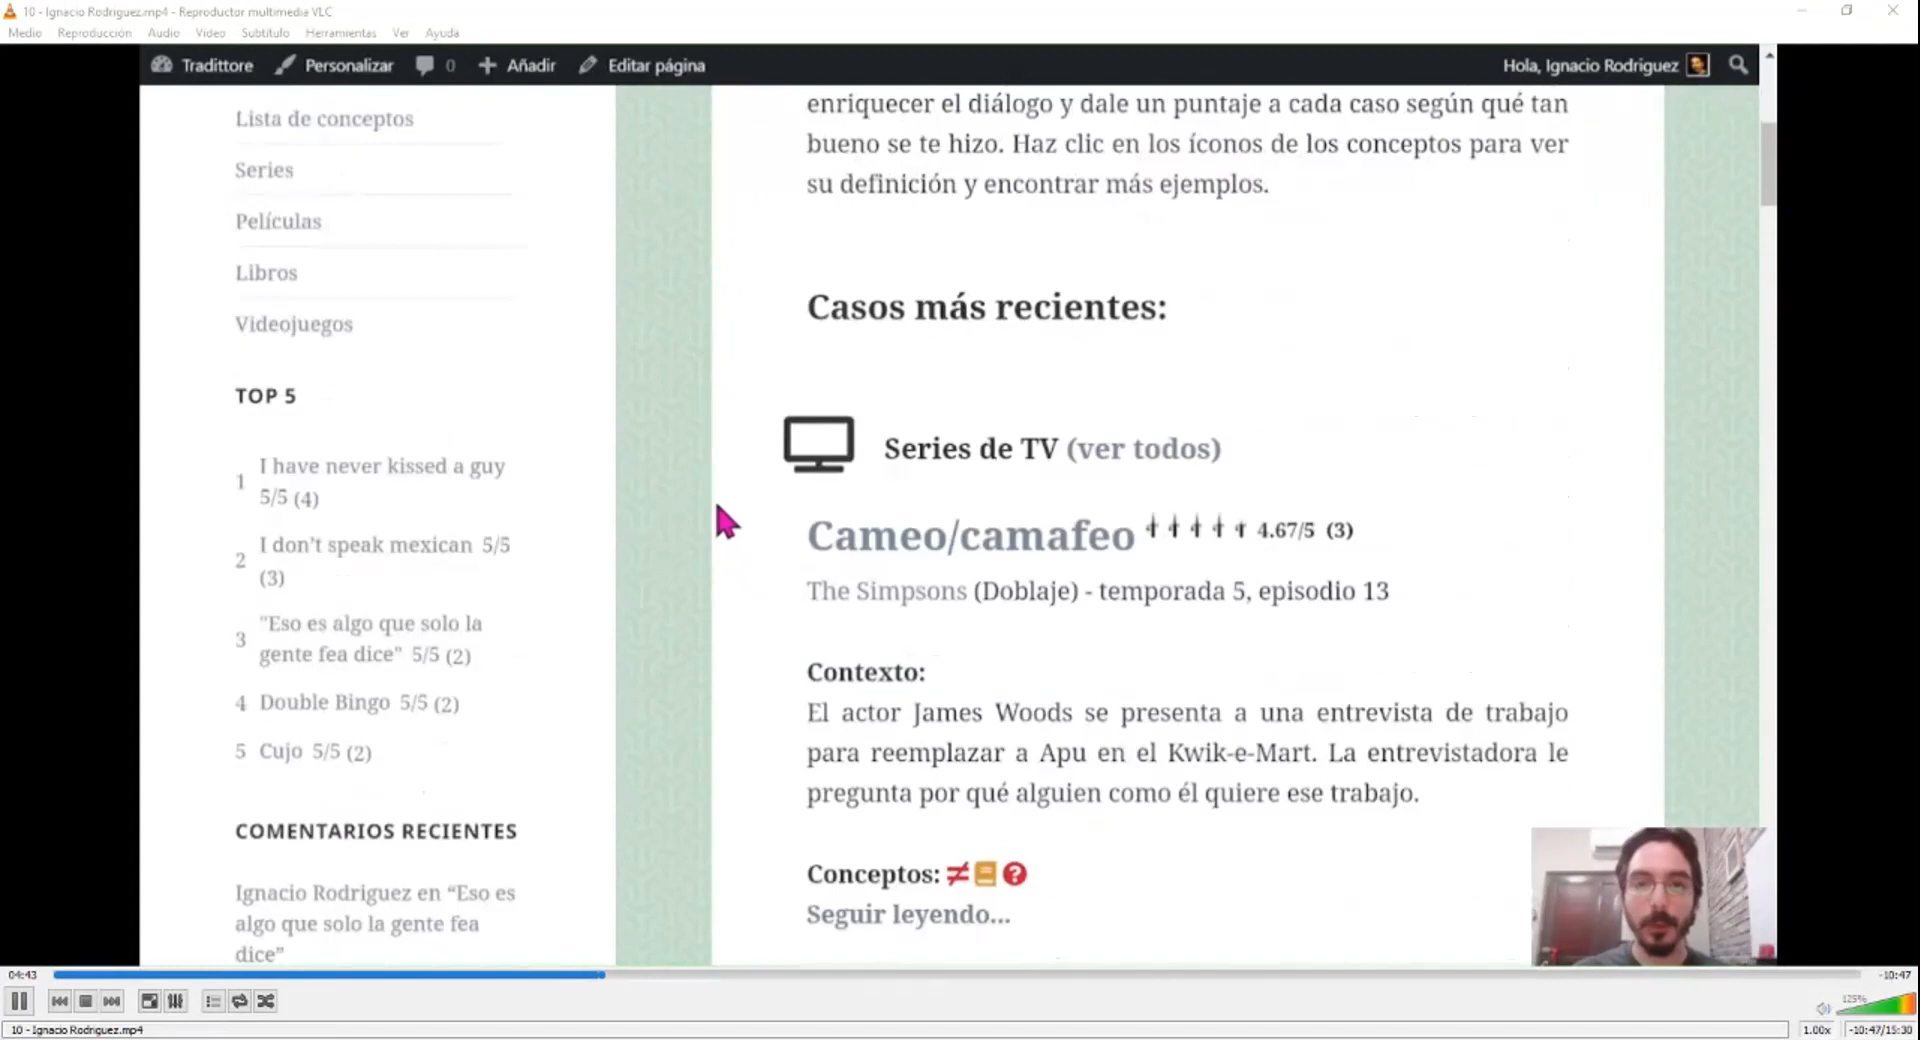 10 - Ignacio Rodriguez.mp4 - Reproductor multimedia VLC
Medio Reproducción Audio Vídeo Subtítulo Herramientas Ver Ayuda
Tradittore Personalizar 0 Añadir Editar página Hola, Ignacio Rodriguez
Lista de conceptos
Series
Películas
Libros
Videojuegos
TOP 5
1 I have never kissed a guy
5/5 (4)
2 I don't speak mexican 5/5
(3)
3 "Eso es algo que solo la
gente fea dice" 5/5 (2)
4 Double Bingo 5/5 (2)
5 Cujo 5/5 (2)
COMENTARIOS RECIENTES
Ignacio Rodriguez en “Eso es
algo que solo la gente fea
dice”
enriquecer el diálogo y dale un puntaje a cada caso según qué tan
bueno se te hizo. Haz clic en los íconos de los conceptos para ver
su definición y encontrar más ejemplos.
Casos más recientes:
Series de TV (ver todos)
Cameo/camafeo 4.67/5 (3)
The Simpsons (Doblaje) - temporada 5, episodio 13
Contexto:
El actor James Woods se presenta a una entrevista de trabajo
para reemplazar a Apu en el Kwik-e-Mart. La entrevistadora le
pregunta por qué alguien como él quiere ese trabajo.
Conceptos:
Seguir leyendo...
04:43 -10:47
125%
10 - Ignacio Rodriguez.mp4 1.00x -10:47/15:30